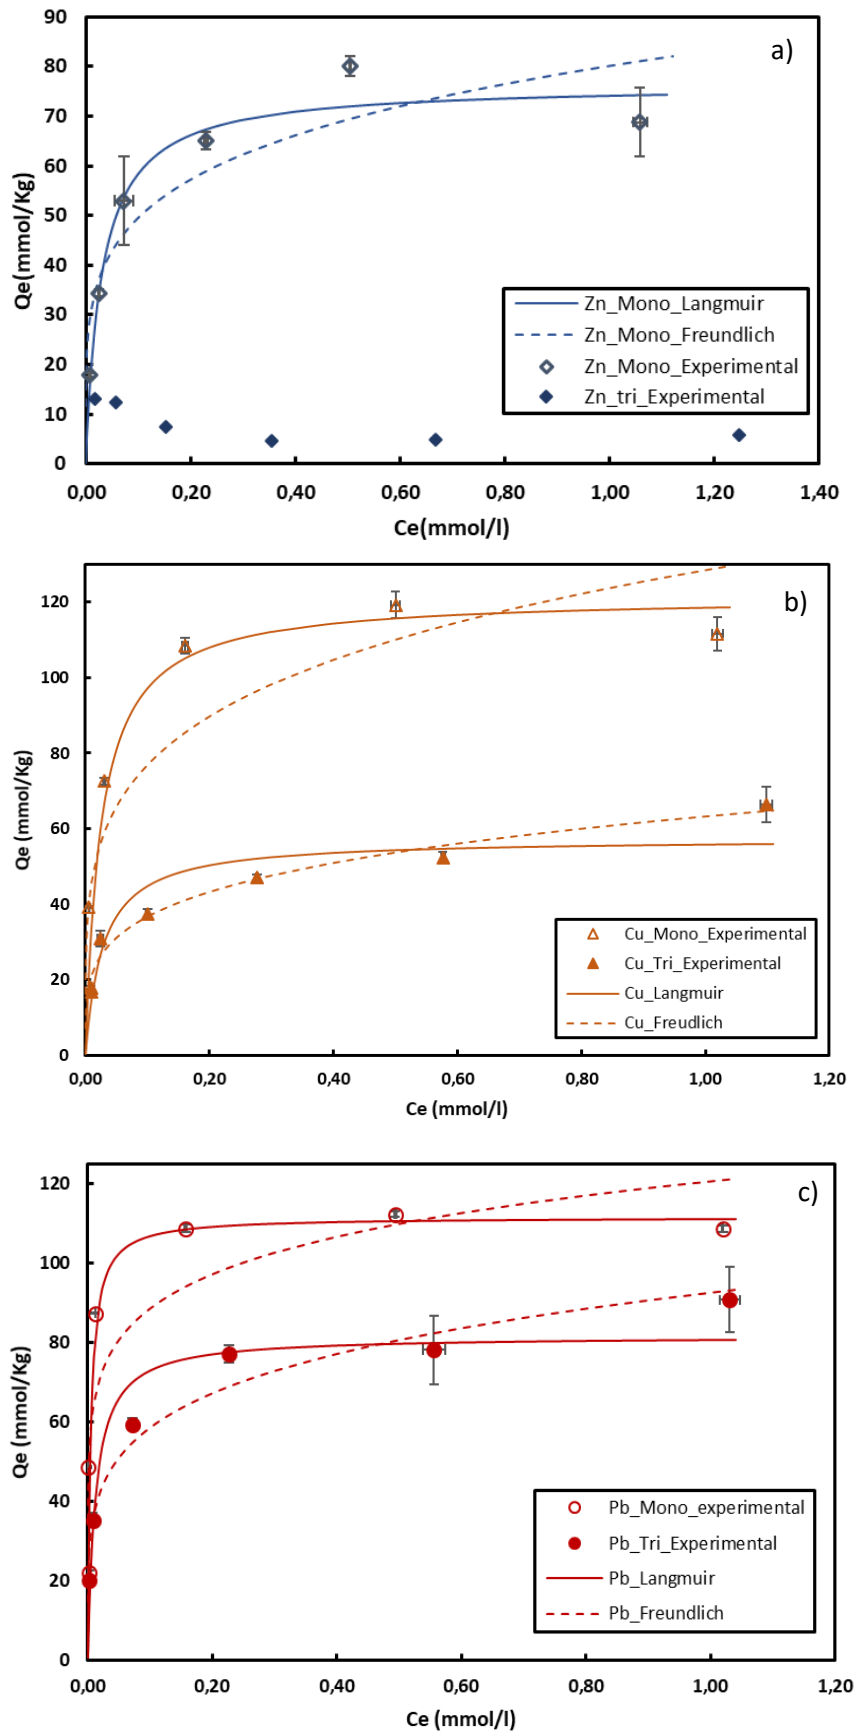 a)
90
80
70
60
50
40
30
20
10
0
Qe(mmol/Kg)
Zn_Mono_Langmuir
Zn_Mono_Freundlich
Zn_Mono_Experimental
Zn_tri_Experimental
0,00 0,20 0,40 0,60 0,80 1,00 1,20 1,40
Ce(mmol/l)
b)
120
100
80
60
40
20
0
Qe (mmol/Kg)
Cu_Mono_Experimental
Cu_Tri_Experimental
Cu_Langmuir
Cu_Freudlich
0,00 0,20 0,40 0,60 0,80 1,00 1,20
Ce (mmol/l)
c)
120
100
80
60
40
20
0
Qe (mmol/Kg)
Pb_Mono_experimental
Pb_Tri_Experimental
Pb_Langmuir
Pb_Freundlich
0,00 0,20 0,40 0,60 0,80 1,00 1,20
Ce (mmol/l)